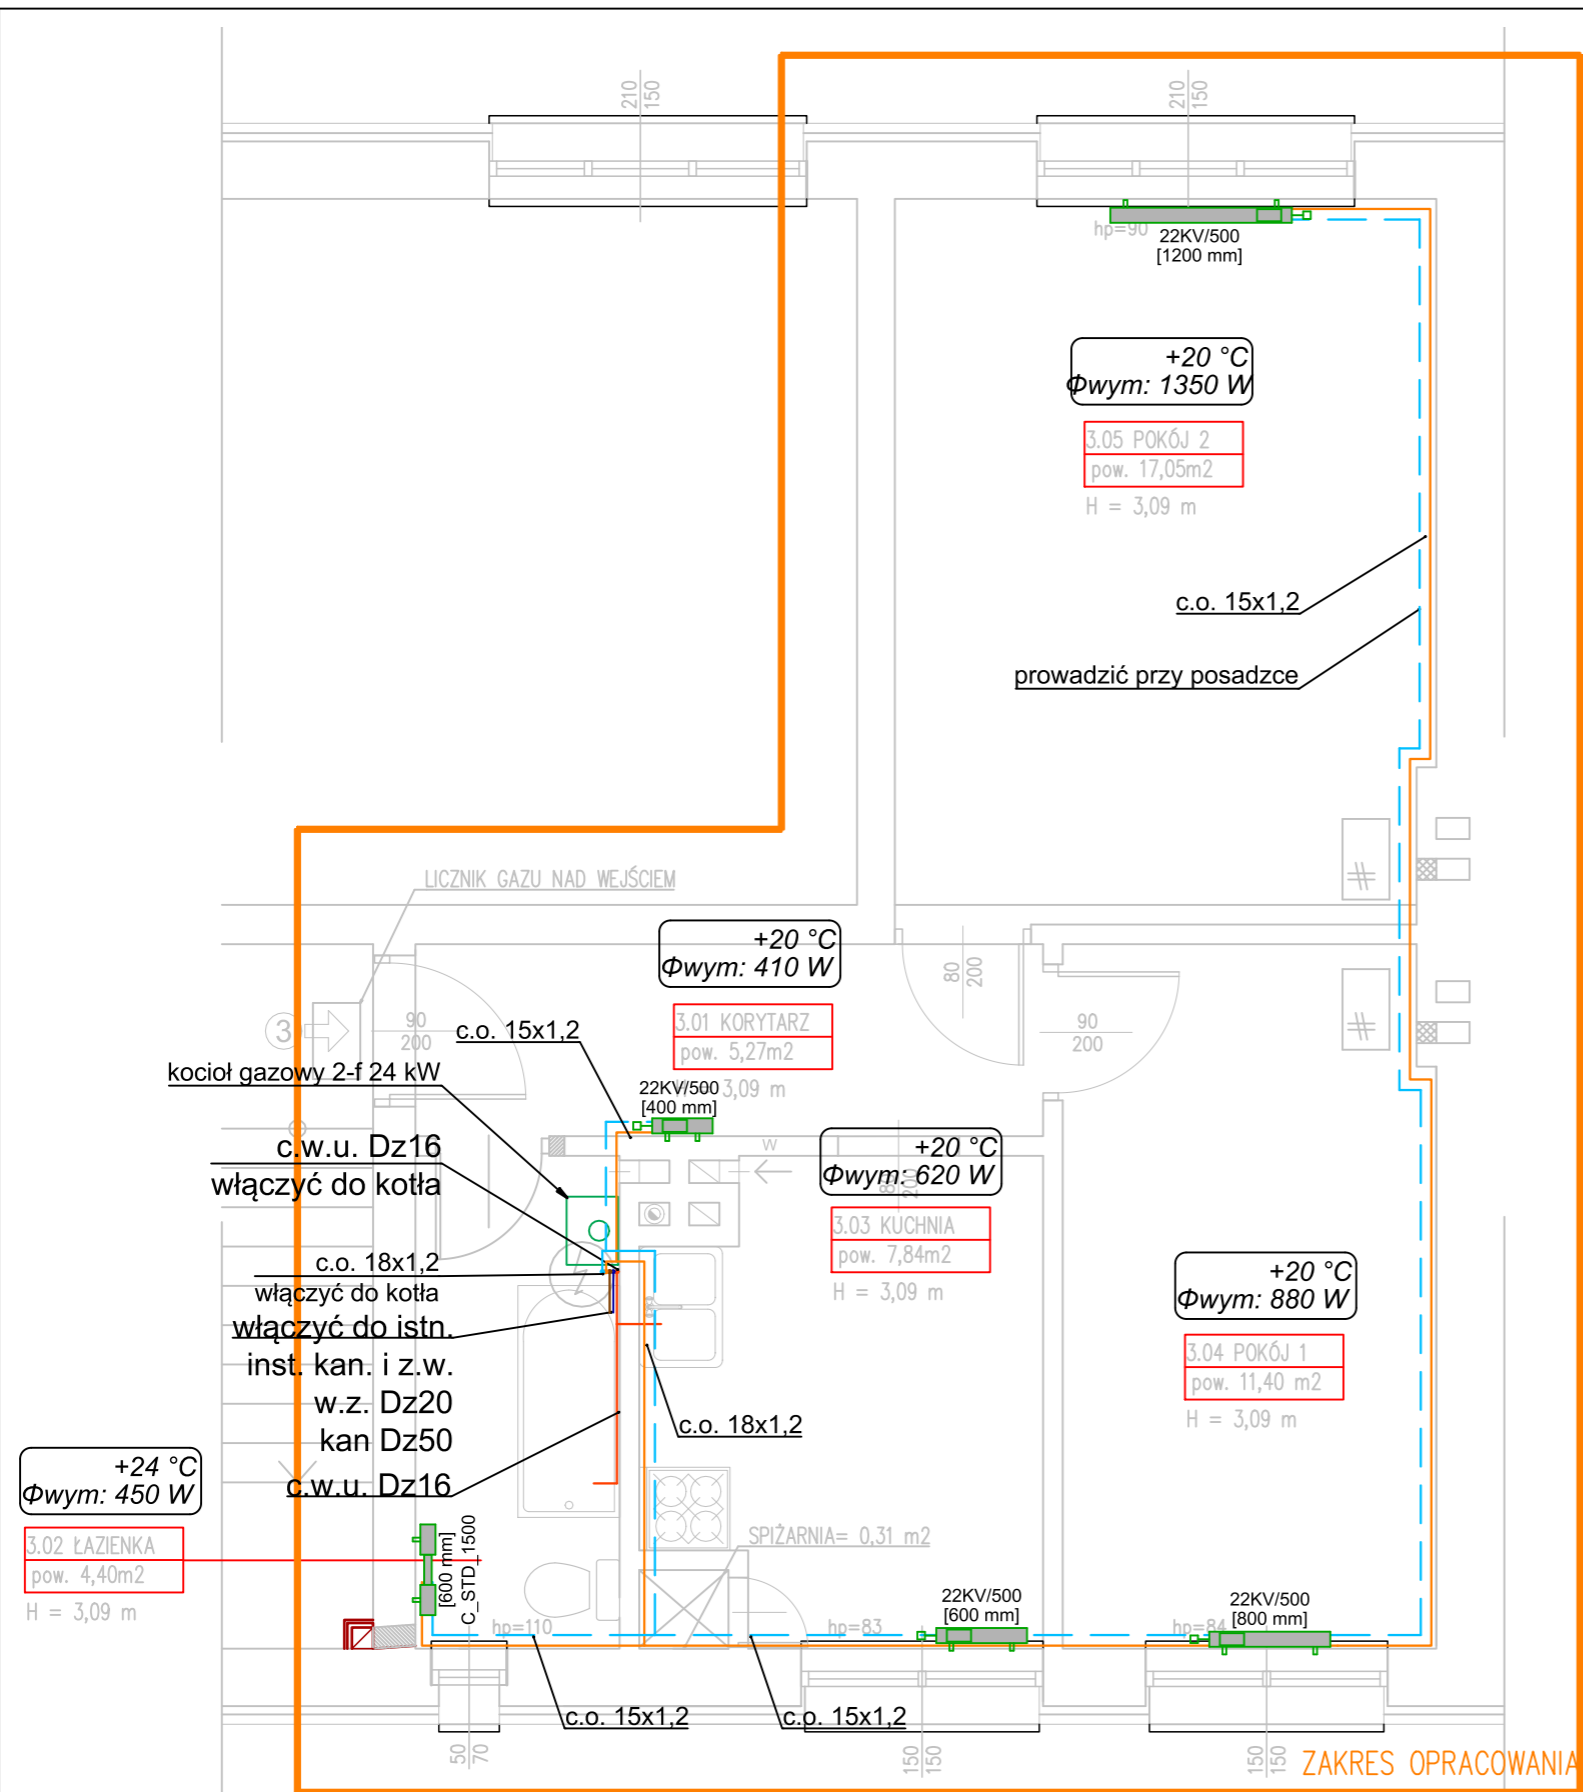 210
150
210
150
hp=90
22KV/500
[1200 mm]
+20 °C
Φwym: 1350 W
3.05 POKÓJ 2
pow. 17,05m2
H = 3,09 m
c.o. 15x1,2
prowadzić przy posadzce
LICZNIK GAZU NAD WEJŚCIEM
+20 °C
Φwym: 410 W
80
200
3.01 KORYTARZ
pow. 5,27m2
H = 3,09 m
3
90
200
c.o. 15x1,2
90
200
kocioł gazowy 2-f 24 kW
22KV/500
[400 mm]
c.w.u. Dz16
włączyć do kotła
W
+20 °C
Φwym: 620 W
80
200
3.03 KUCHNIA
pow. 7,84m2
H = 3,09 m
c.o. 18x1,2
włączyć do kotła
włączyć do istn.
inst. kan. i z.w.
w.z. Dz20
kan Dz50
c.w.u. Dz16
+20 °C
Φwym: 880 W
3.04 POKÓJ 1
pow. 11,40 m2
H = 3,09 m
c.o. 18x1,2
+24 °C
Φwym: 450 W
3.02 ŁAZIENKA
pow. 4,40m2
H = 3,09 m
[600 mm]
C_STD_1500
SPIŻARNIA= 0,31 m2
hp=110
hp=83
22KV/500
[600 mm]
hp=84
22KV/500
[800 mm]
c.o. 15x1,2
c.o. 15x1,2
50
70
150
150
150
150
ZAKRES OPRACOWANIA